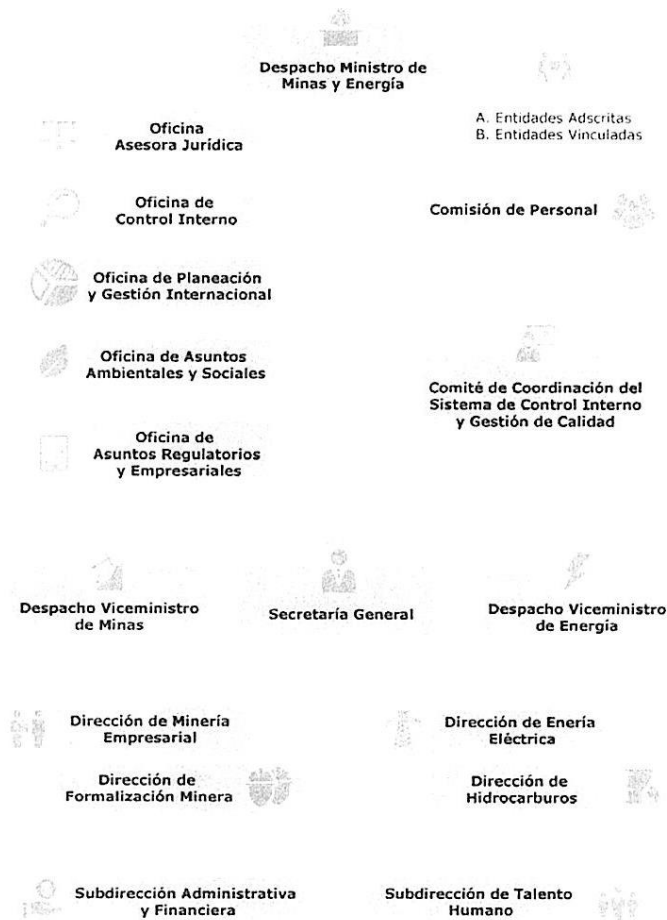 Despacho Ministro de
Minas y Energía
A. Entidades Adscritas
B. Entidades Vinculadas
Oficina
Asesora Jurídica
Oficina de
Control Interno
Comisión de Personal
Oficina de Planeación
y Gestión Internacional
Oficina de Asuntos
Ambientales y Sociales
Comité de Coordinación del
Sistema de Control Interno
y Gestión de Calidad
Oficina de
Asuntos Regulatorios
y Empresariales
Despacho Viceministro
de Minas
Secretaría General
Despacho Viceministro
de Energía
Dirección de Minería
Empresarial
Dirección de Enería
Eléctrica
Dirección de
Formalización Minera
Dirección de
Hidrocarburos
Subdirección Administrativa
y Financiera
Subdirección de Talento
Humano